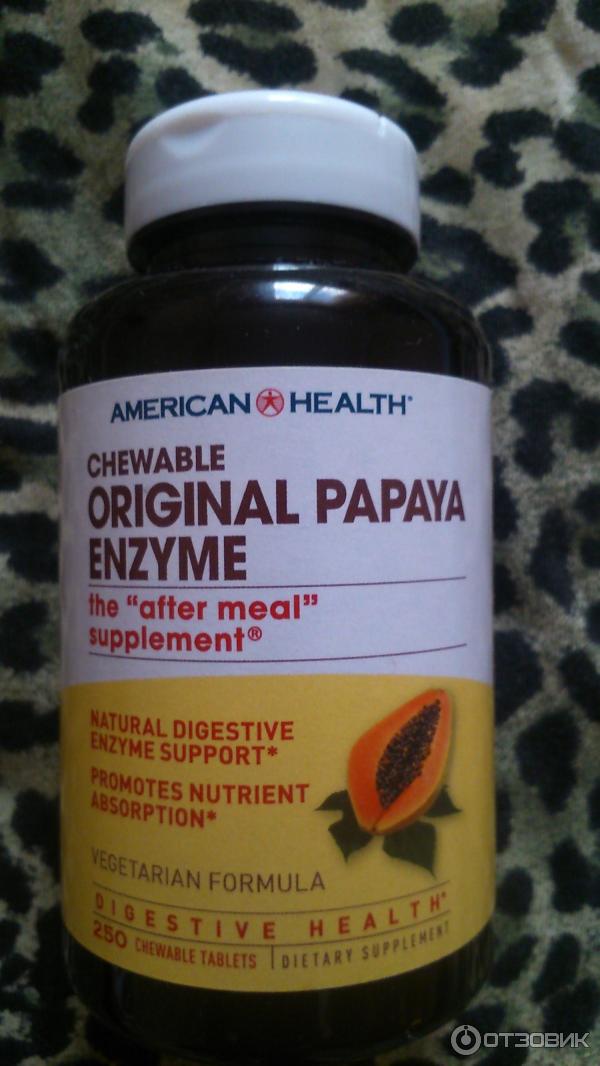 AMERICAN HEALTH®
CHEWABLE
ORIGINAL PAPAYA
ENZYME
the "after meal"
supplement®
NATURAL DIGESTIVE
ENZYME SUPPORT*
PROMOTES NUTRIENT
ABSORPTION*
VEGETARIAN FORMULA
DIGESTIVE HEALTH*
250 CHEWABLE TABLETS | DIETARY SUPPLEMENT
ОТЗОВИК